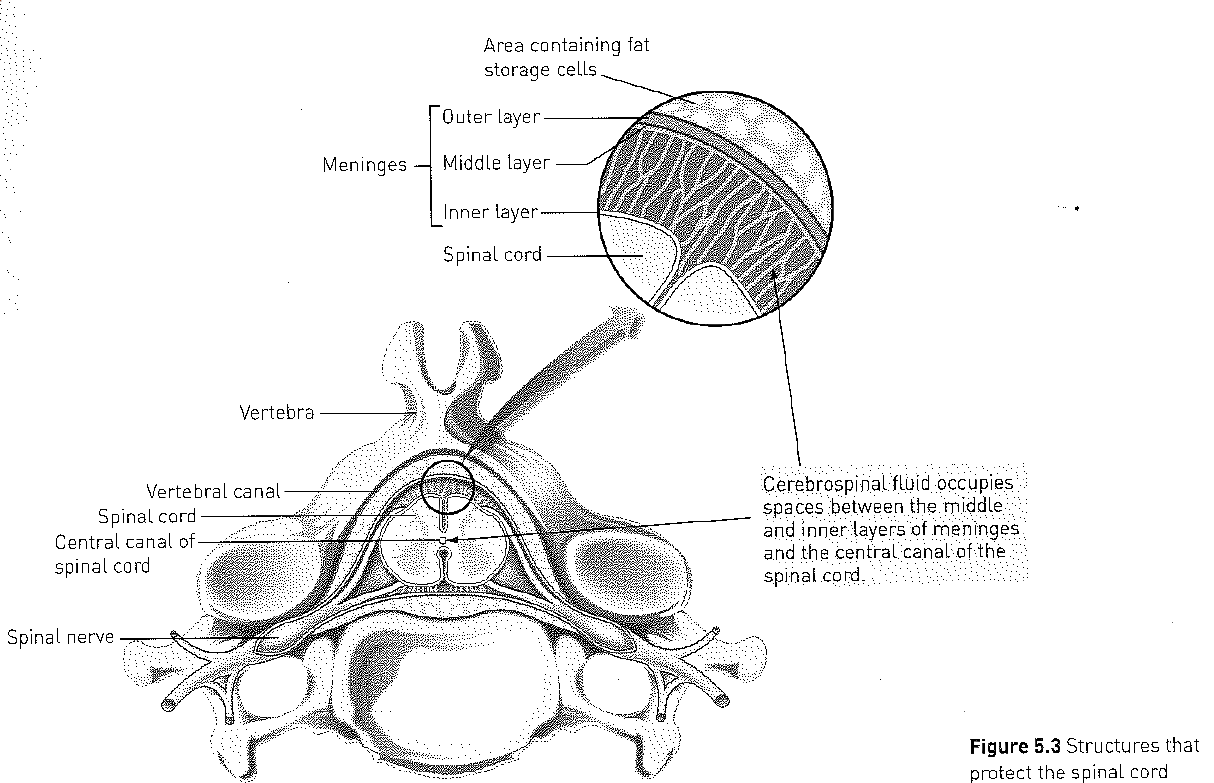 Area containing fat
storage cells
Outer layer
Meninges
Middle layer
Inner layer
Spinal cord
Vertebra
Vertebral canal
Spinal cord
Central canal of
spinal cord
Spinal nerve
Cerebrospinal fluid occupies
spaces between the middle
and inner layers of meninges
and the central canal of the
spinal cord.
Figure 5.3 Structures that
protect the spinal cord